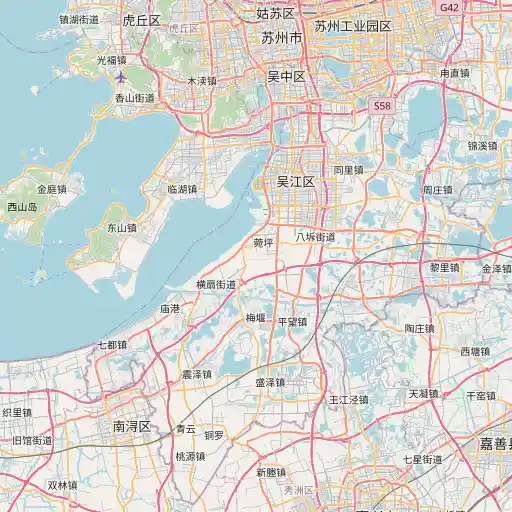 镇湖街道
虎丘区
虎丘区
姑苏区
苏州工业园区
G42
苏州市
光福镇
木渎镇
吴中区
甪直镇
香山街道
S58
锦溪镇
同里镇
吴江区
金庭镇
临湖镇
周庄镇
西山岛
东山镇
八坼街道
菀坪
黎里镇
金泽镇
横扇街道
庙港
梅堰
平望镇
陶庄镇
七都镇
西塘镇
震泽镇
盛泽镇
天凝镇
干窑镇
王江泾镇
织里镇
南浔区
青云
铜罗
旧馆街道
嘉善县
桃源镇
七星街道
新塍镇
双林镇
秀洲区